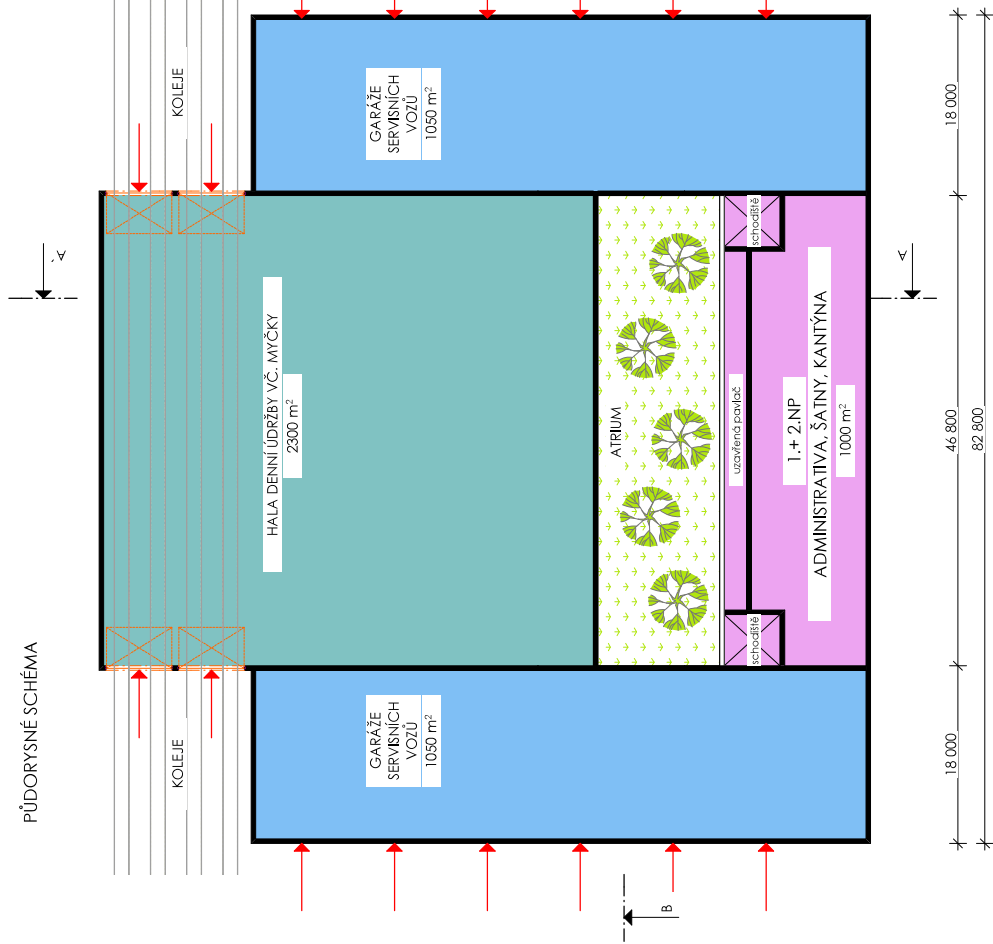 PŮDORYSNÉ SCHÉMA
KOLEJE
KOLEJE
A'
A
HALA DENNÍ ÚDRŽBY VČ. MYČKY
2300 m²
GARÁŽE
SERVISNÍCH
VOZŮ
1050 m²
GARÁŽE
SERVISNÍCH
VOZŮ
1050 m²
ATRIUM
schodiště
uzavřená pavlač
schodiště
1.+ 2.NP
ADMINISTRATIVA, ŠATNY, KANTÝNA
1000 m²
B
18 000
46 800
18 000
82 800